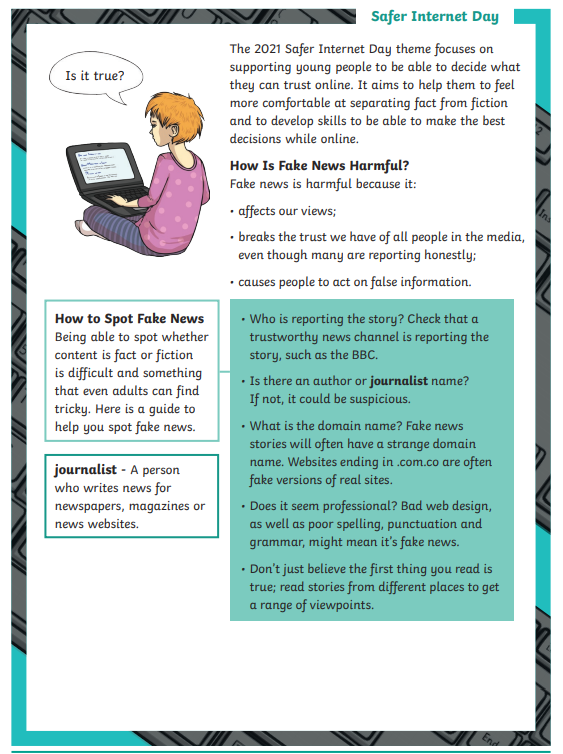 Safer Internet Day
Is it true?
The 2021 Safer Internet Day theme focuses on
supporting young people to be able to decide what
they can trust online. It aims to help them to feel
more comfortable at separating fact from fiction
and to develop skills to be able to make the best
decisions while online.
How Is Fake News Harmful?
Fake news is harmful because it:
• affects our views;
• breaks the trust we have of all people in the media,
even though many are reporting honestly;
• causes people to act on false information.
How to Spot Fake News
Being able to spot whether
content is fact or fiction
is difficult and something
that even adults can find
tricky. Here is a guide to
help you spot fake news.
journalist - A person
who writes news for
newspapers, magazines or
news websites.
• Who is reporting the story? Check that a
trustworthy news channel is reporting the
story, such as the BBC.
• Is there an author or journalist name?
If not, it could be suspicious.
• What is the domain name? Fake news
stories will often have a strange domain
name. Websites ending in .com.co are often
fake versions of real sites.
• Does it seem professional? Bad web design,
as well as poor spelling, punctuation and
grammar, might mean it's fake news.
• Don't just believe the first thing you read is
true; read stories from different places to get
a range of viewpoints.
End